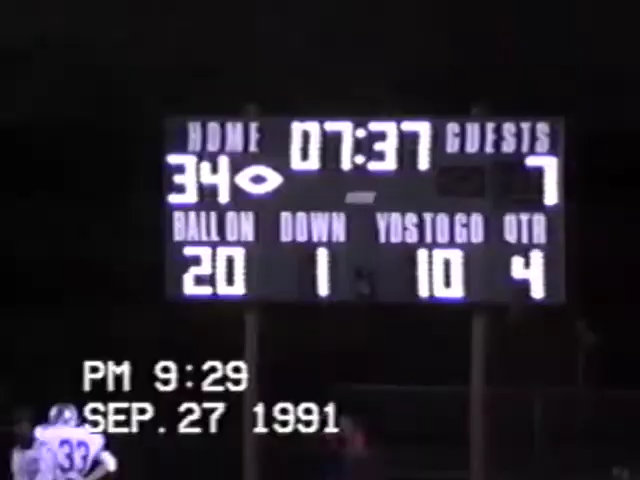 HOME 07:37 GUESTS
34 7
BALL ON DOWN YDS TO GO QTR
20 1 10 4
PM 9:29
SEP. 27 1991
33